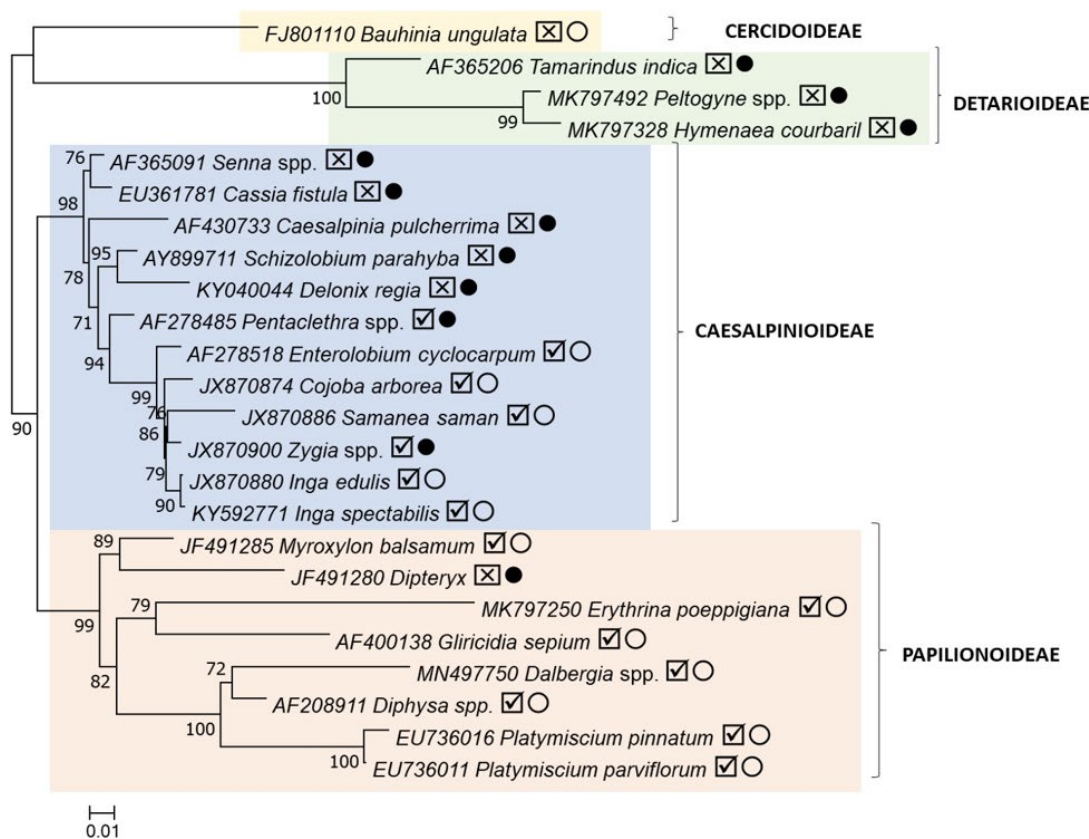 FJ801110 Bauhinia ungulata
CERCIDOIDEAE
AF365206 Tamarindus indica
100
MK797492 Peltogyne spp.
DETARIOIDEAE
99
MK797328 Hymenaea courbaril
76
AF365091 Senna spp.
EU361781 Cassia fistula
98
AF430733 Caesalpinia pulcherrima
95
AY899711 Schizolobium parahyba
78
KY040044 Delonix regia
71
AF278485 Pentaclethra spp.
CAESALPINIOIDEAE
94
AF278518 Enterolobium cyclocarpum
JX870874 Cojoba arborea
99
76
JX870886 Samanea saman
90
86
JX870900 Zygia spp.
79
JX870880 Inga edulis
90
KY592771 Inga spectabilis
89
JF491285 Myroxylon balsamum
JF491280 Dipteryx
99
79
MK797250 Erythrina poeppigiana
AF400138 Gliricidia sepium
PAPILIONOIDEAE
82
72
MN497750 Dalbergia spp.
AF208911 Diphysa spp.
100
EU736016 Platymiscium pinnatum
100
EU736011 Platymiscium parviflorum
0.01